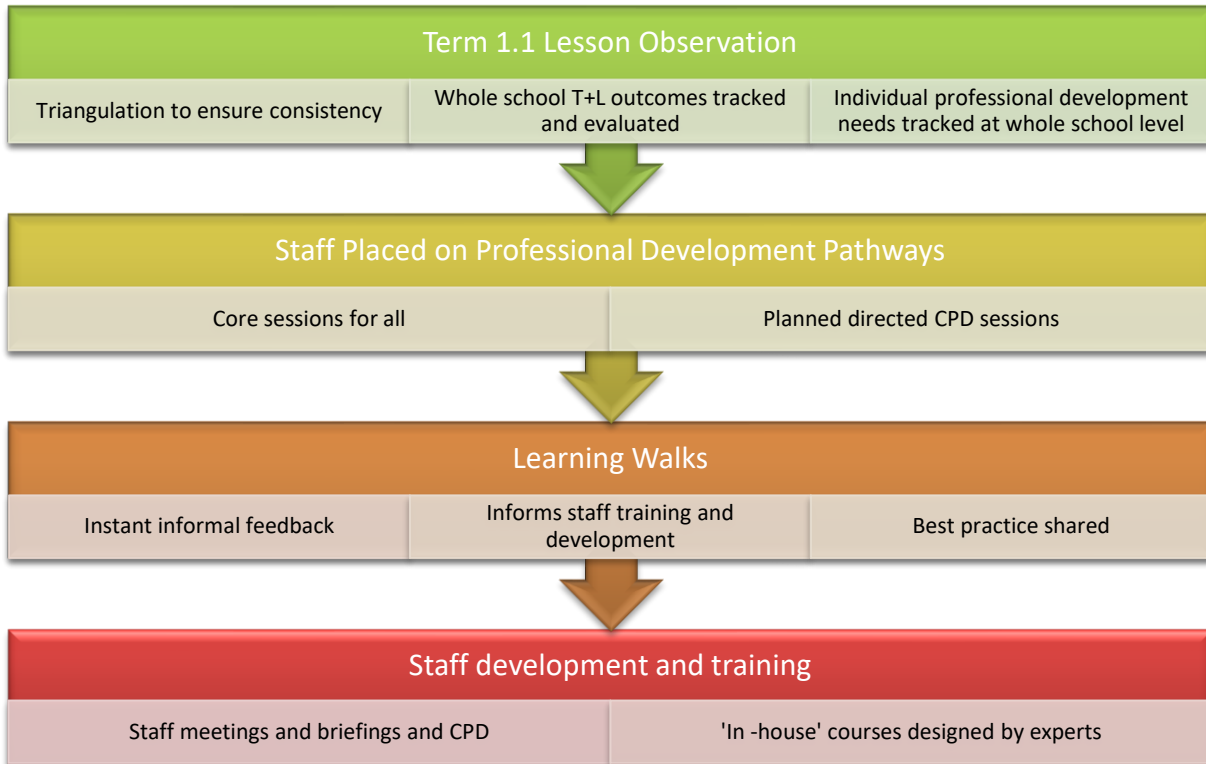 Term 1.1 Lesson Observation
Triangulation to ensure consistency
Whole school T+L outcomes tracked
and evaluated
Individual professional development
needs tracked at whole school level
Staff Placed on Professional Development Pathways
Core sessions for all
Planned directed CPD sessions
Learning Walks
Instant informal feedback
Informs staff training and
development
Best practice shared
Staff development and training
Staff meetings and briefings and CPD
'In -house' courses designed by experts